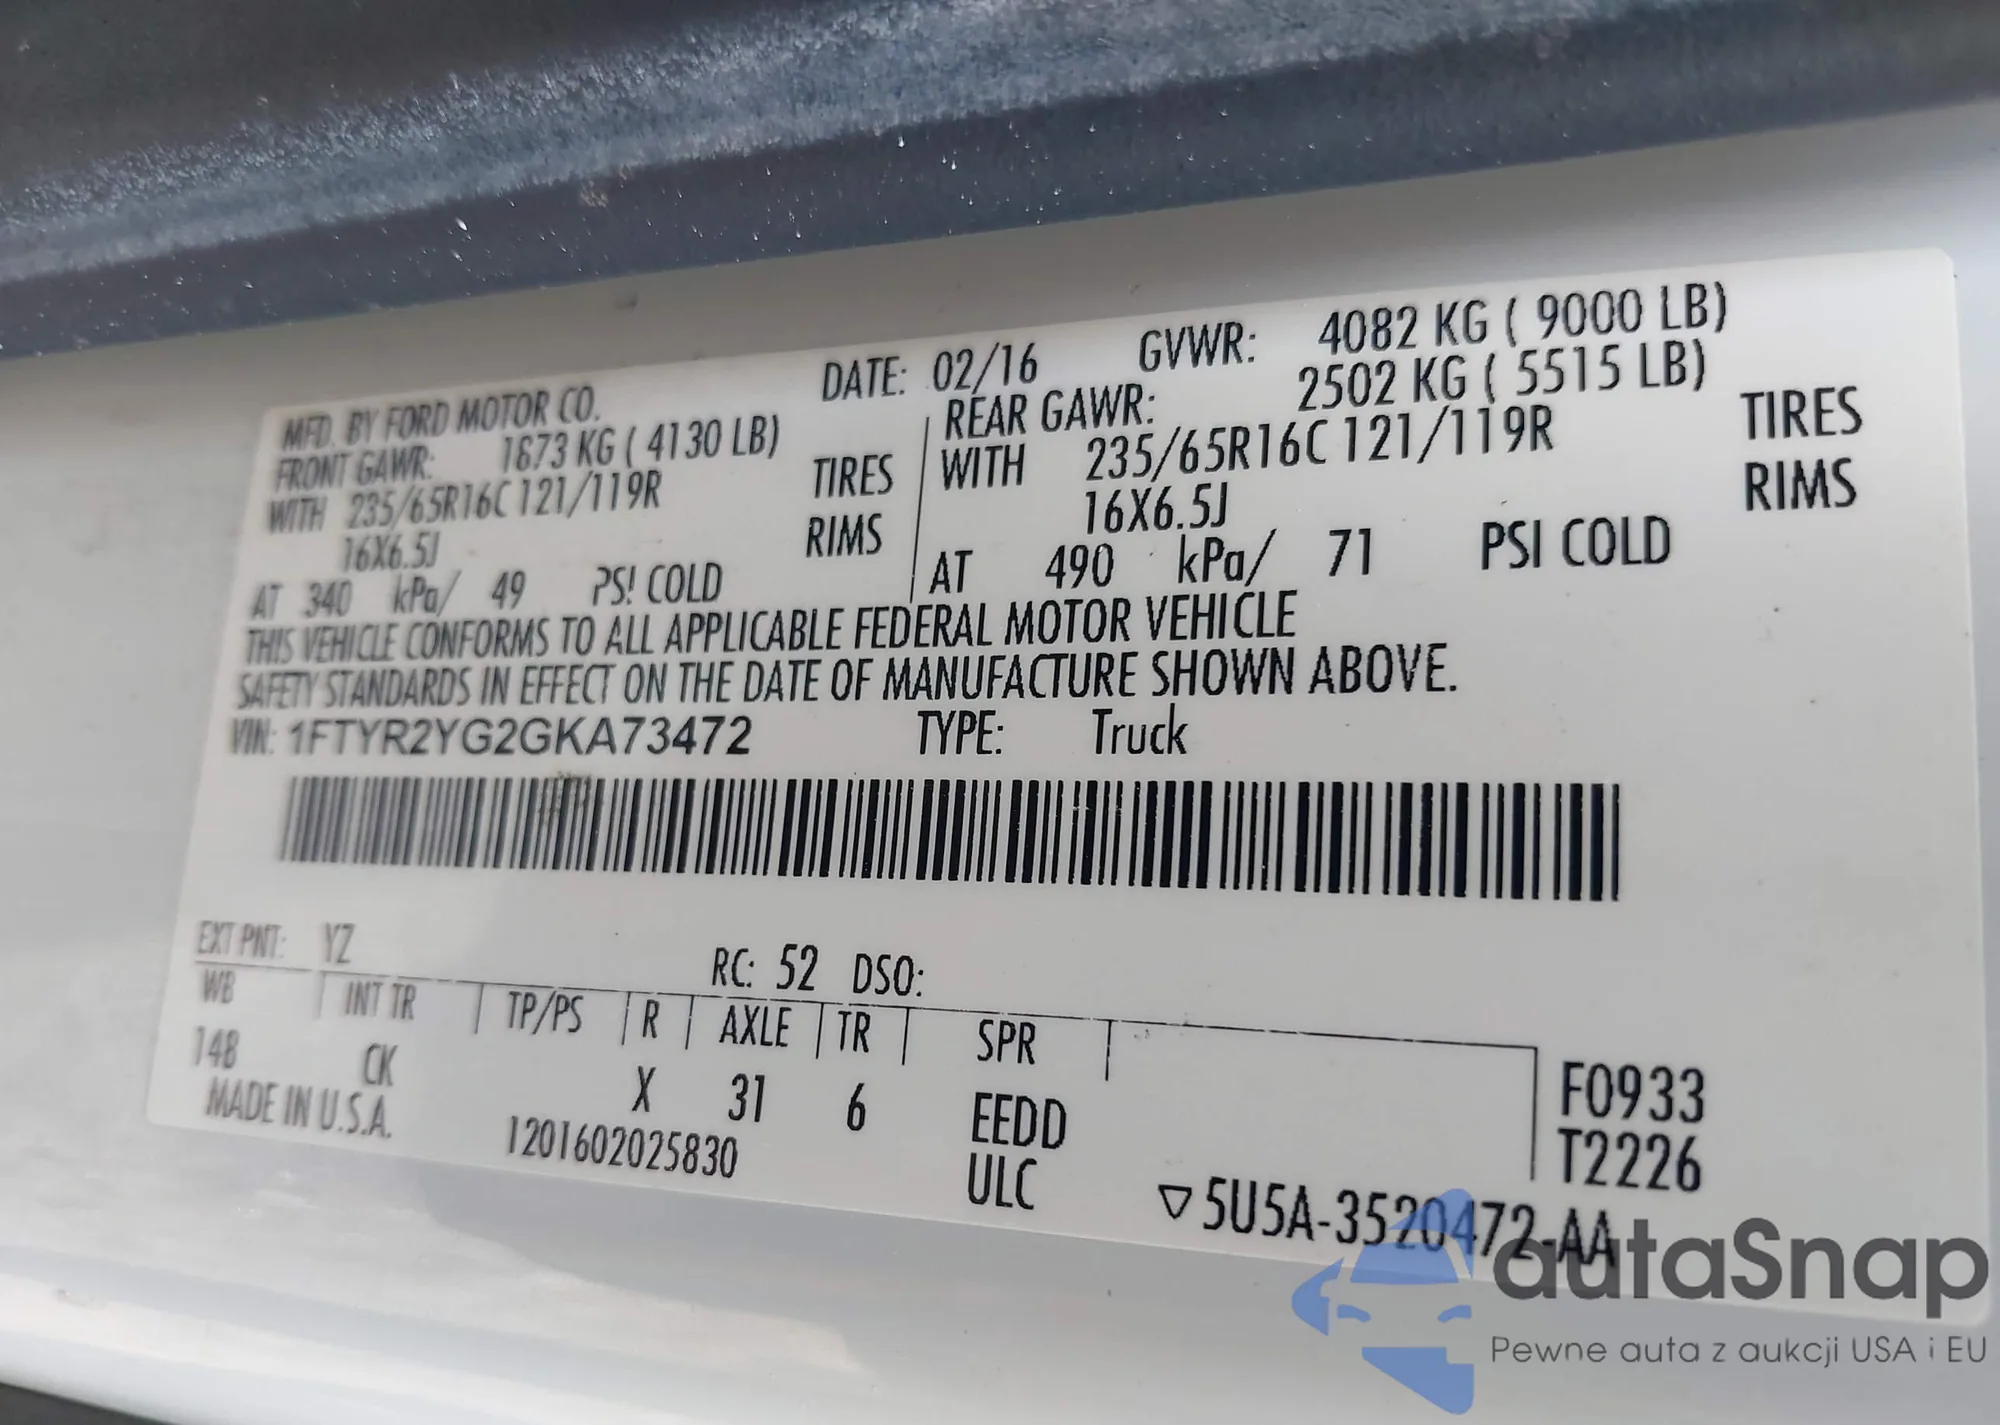 MFD. BY FORD MOTOR CO. DATE: 02/16 GVWR: 4082 KG ( 9000 LB)
FRONT GAWR: 1873 KG ( 4130 LB)
WITH 235/65R16C 121/119R TIRES
16X6.5J RIMS
AT 340 kPa/ 49 PSI COLD
REAR GAWR: 2502 KG ( 5515 LB)
WITH 235/65R16C 121/119R TIRES
16X6.5J RIMS
AT 490 kPa/ 71 PSI COLD
THIS VEHICLE CONFORMS TO ALL APPLICABLE FEDERAL MOTOR VEHICLE
SAFETY STANDARDS IN EFFECT ON THE DATE OF MANUFACTURE SHOWN ABOVE.
VIN: 1FTYR2YG2GKA73472 TYPE: Truck
EXT PNT: YZ RC: 52 DSO:
WB INT TR TP/PS R AXLE TR SPR
148 CK X 31 6 EEDD F0933
MADE IN U.S.A. 1201602025830 ULC T2226
▽5U5A-3520472-AA
autaSnap
Pewne auta z aukcji USA i EU